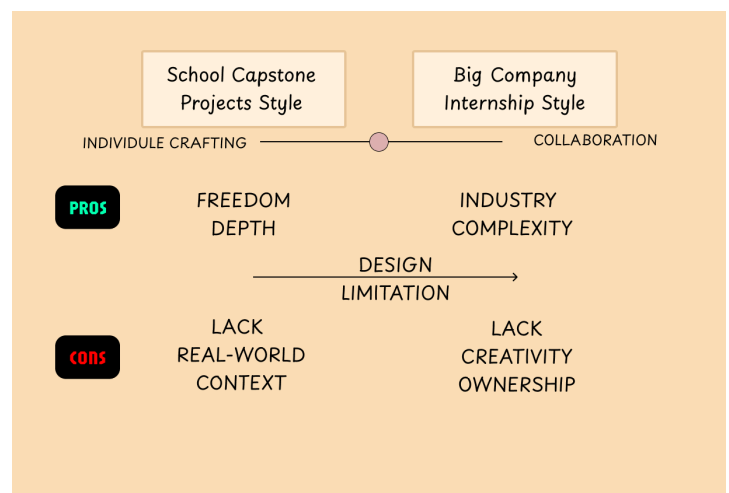 School Capstone
Projects Style
Big Company
Internship Style
INDIVIDULE CRAFTING
COLLABORATION
PROS
FREEDOM
DEPTH
INDUSTRY
COMPLEXITY
DESIGN
LIMITATION
CONS
LACK
REAL-WORLD
CONTEXT
LACK
CREATIVITY
OWNERSHIP